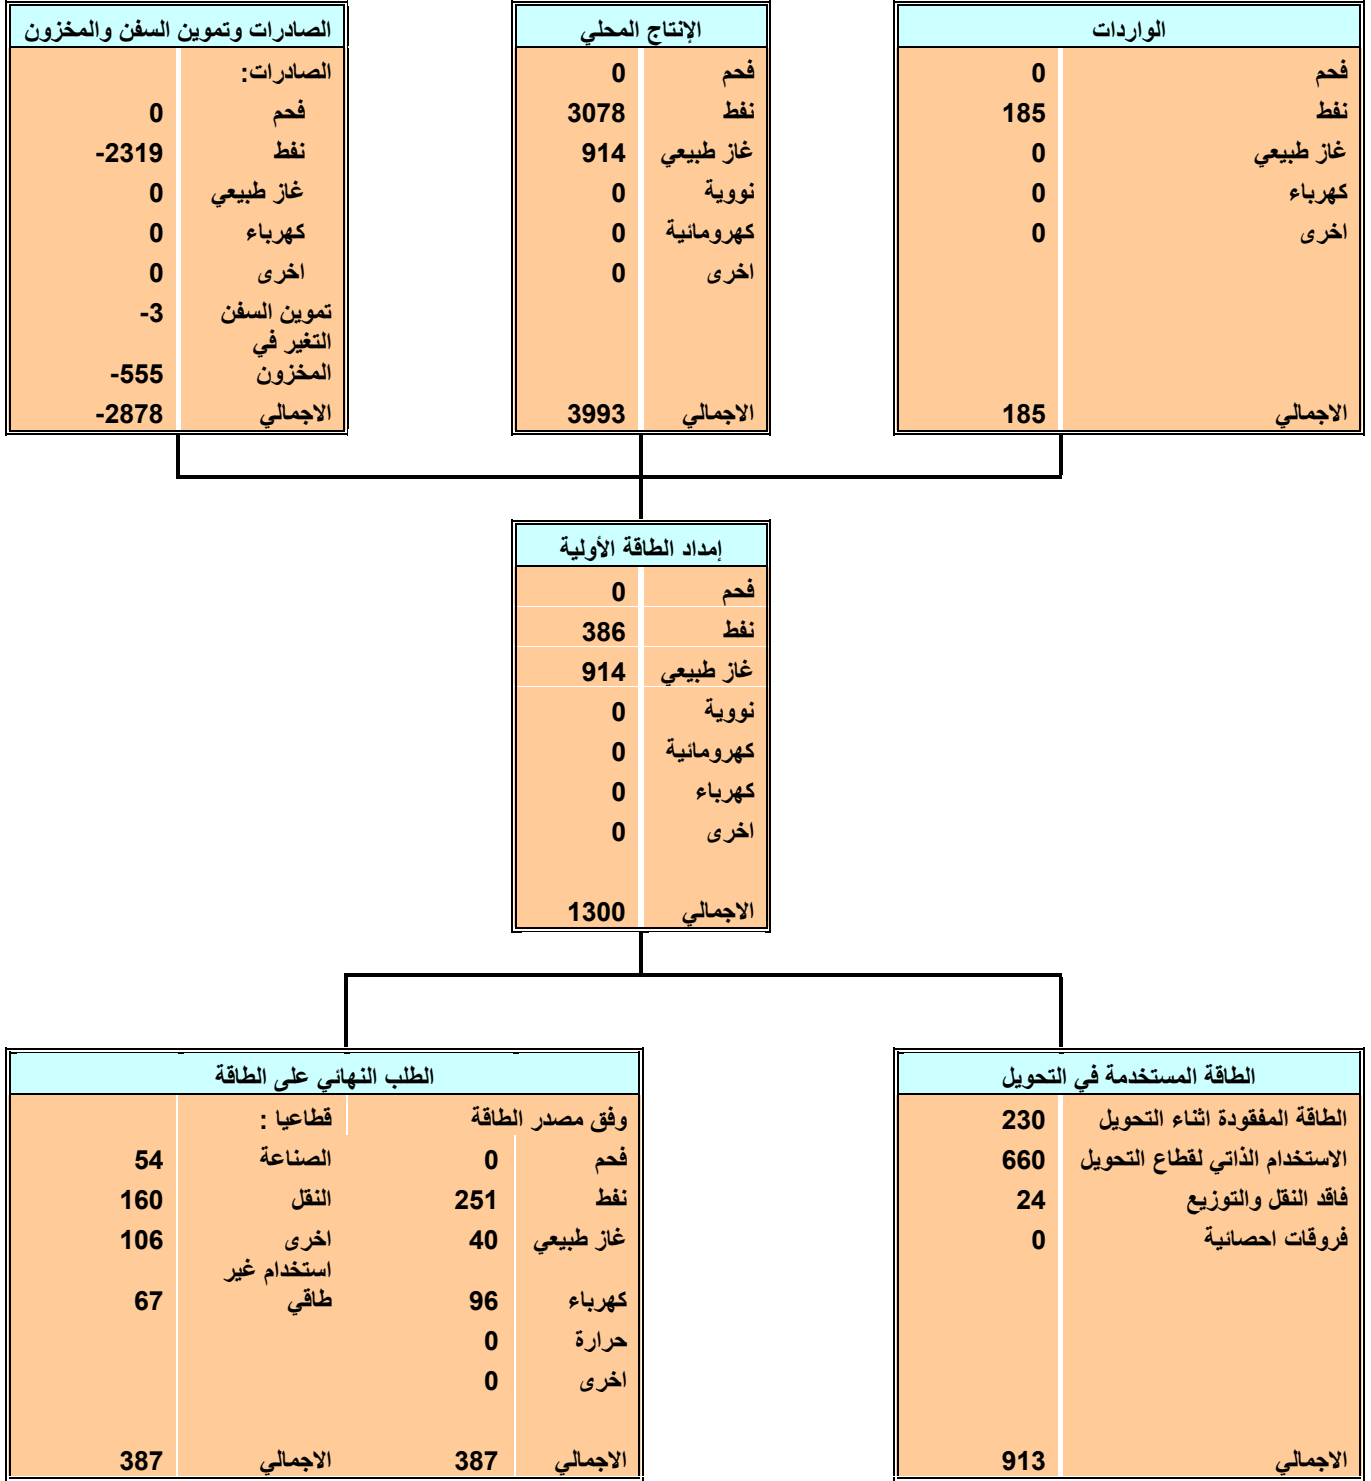 الواردات
فحم 0
نفط 185
غاز طبيعي 0
كهرباء 0
اخرى 0
الاجمالي 185
الإنتاج المحلي
فحم 0
نفط 3078
غاز طبيعي 914
نووية 0
كهرومائية 0
اخرى 0
الاجمالي 3993
الصادرات وتموين السفن والمخزون
الصادرات:
فحم 0
نفط -2319
غاز طبيعي 0
كهرباء 0
اخرى 0
تموين السفن -3
التغير في
المخزون -555
الاجمالي -2878
إمداد الطاقة الأولية
فحم 0
نفط 386
غاز طبيعي 914
نووية 0
كهرومائية 0
كهرباء 0
اخرى 0
الاجمالي 1300
الطاقة المستخدمة في التحويل
الطاقة المفقودة اثناء التحويل 230
الاستخدام الذاتي لقطاع التحويل 660
فاقد النقل والتوزيع 24
فروقات احصائية 0
الاجمالي 913
الطلب النهائي على الطاقة
وفق مصدر الطاقة
فحم 0
نفط 251
غاز طبيعي 40
كهرباء 96
حرارة 0
اخرى 0
الاجمالي 387
قطاعيا :
الصناعة 54
النقل 160
اخرى 106
استخدام غير
طاقي 67
الاجمالي 387